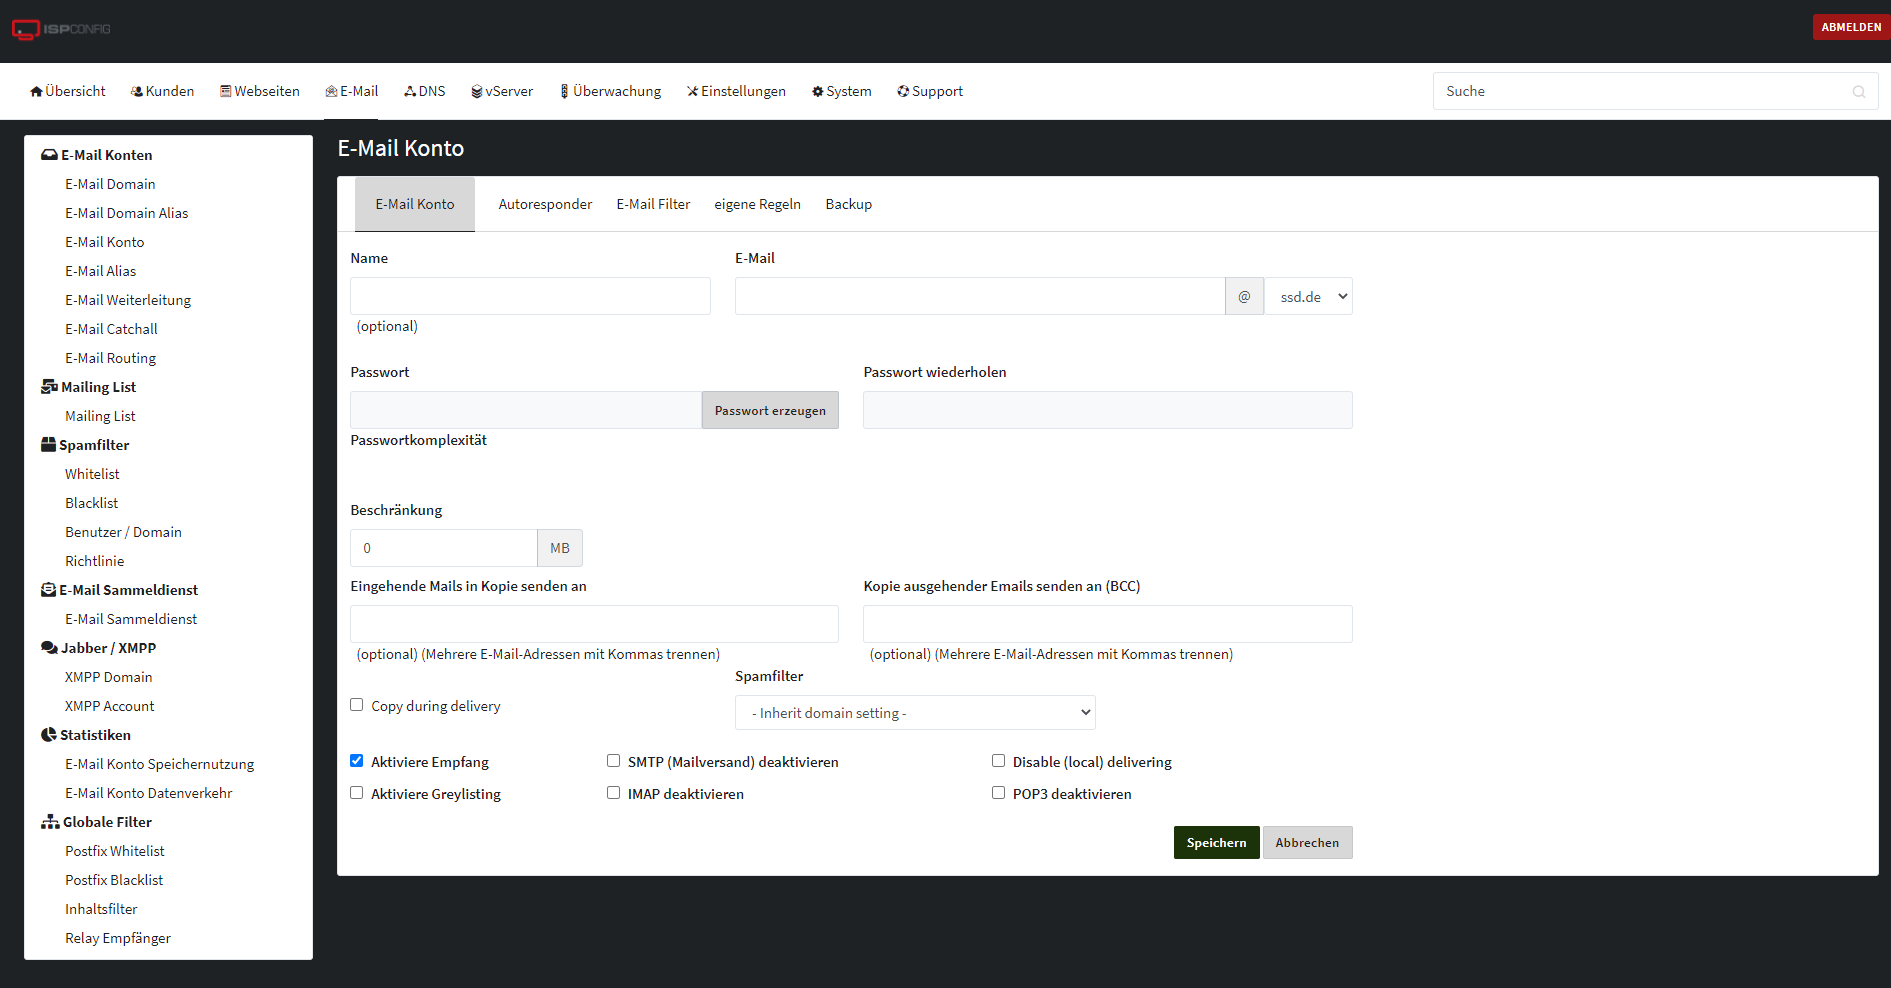 ISPCONFIG
ABMELDEN
Übersicht Kunden Webseiten E-Mail DNS vServer Überwachung Einstellungen System Support
Suche
E-Mail Konten
E-Mail Domain
E-Mail Domain Alias
E-Mail Konto
E-Mail Alias
E-Mail Weiterleitung
E-Mail Catchall
E-Mail Routing
Mailing List
Mailing List
Spamfilter
Whitelist
Blacklist
Benutzer / Domain
Richtlinie
E-Mail Sammeldienst
E-Mail Sammeldienst
Jabber / XMPP
XMPP Domain
XMPP Account
Statistiken
E-Mail Konto Speichernutzung
E-Mail Konto Datenverkehr
Globale Filter
Postfix Whitelist
Postfix Blacklist
Inhaltsfilter
Relay Empfänger
E-Mail Konto
E-Mail Konto Autoresponder E-Mail Filter eigene Regeln Backup
Name E-Mail
@ ssd.de
(optional)
Passwort Passwort wiederholen
Passwort erzeugen
Passwortkomplexität
Beschränkung
0 MB
Eingehende Mails in Kopie senden an Kopie ausgehender Emails senden an (BCC)
(optional) (Mehrere E-Mail-Adressen mit Kommas trennen) (optional) (Mehrere E-Mail-Adressen mit Kommas trennen)
Spamfilter
Copy during delivery - Inherit domain setting -
Aktiviere Empfang SMTP (Mailversand) deaktivieren Disable (local) delivering
Aktiviere Greylisting IMAP deaktivieren POP3 deaktivieren
Speichern Abbrechen